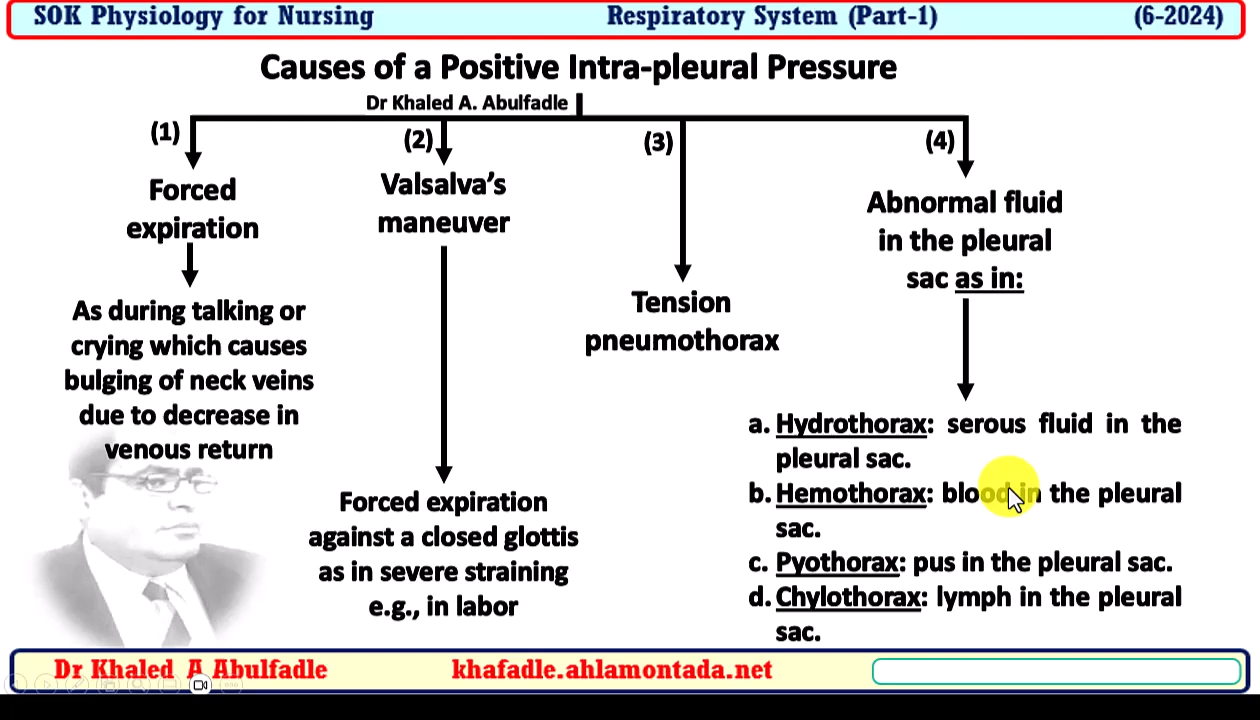 SOK Physiology for Nursing Respiratory System (Part-1) (6-2024)
Causes of a Positive Intra-pleural Pressure
Dr Khaled A. Abulfadle
(1)
Forced
expiration
As during talking or
crying which causes
bulging of neck veins
due to decrease in
venous return
(2)
Valsalva’s
maneuver
Forced expiration
against a closed glottis
as in severe straining
e.g., in labor
(3)
Tension
pneumothorax
(4)
Abnormal fluid
in the pleural
sac as in:
a. Hydrothorax: serous fluid in the
pleural sac.
b. Hemothorax: blood in the pleural
sac.
c. Pyothorax: pus in the pleural sac.
d. Chylothorax: lymph in the pleural
sac.
Dr Khaled A Abulfadle khafadle.ahlamontada.net